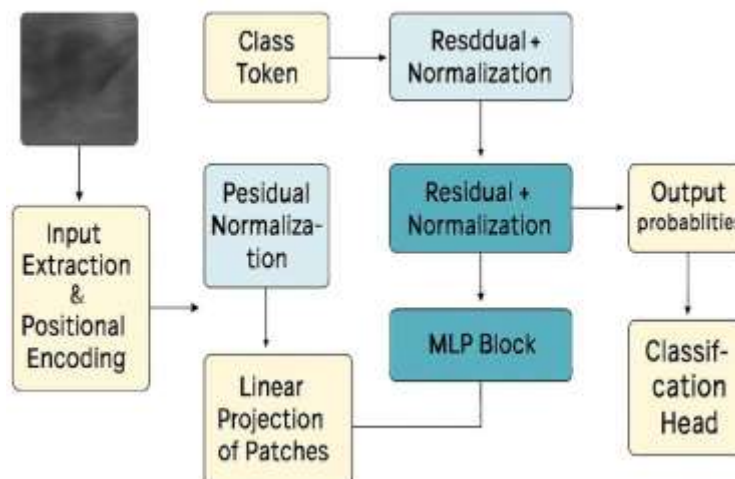 Class
Token
Resddual +
Normalization
Pesidual
Normaliza-
tion
Residual +
Normalization
Output
probablities
Input
Extraction
&
Positional
Encoding
MLP Block
Linear
Projection
of Patches
Classif-
cation
Head